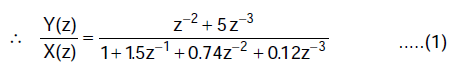 ∴ Y(z)/X(z) = (z⁻² + 5z⁻³)/(1 + 1.5z⁻¹ + 0.74z⁻² + 0.12z⁻³) .....(1)